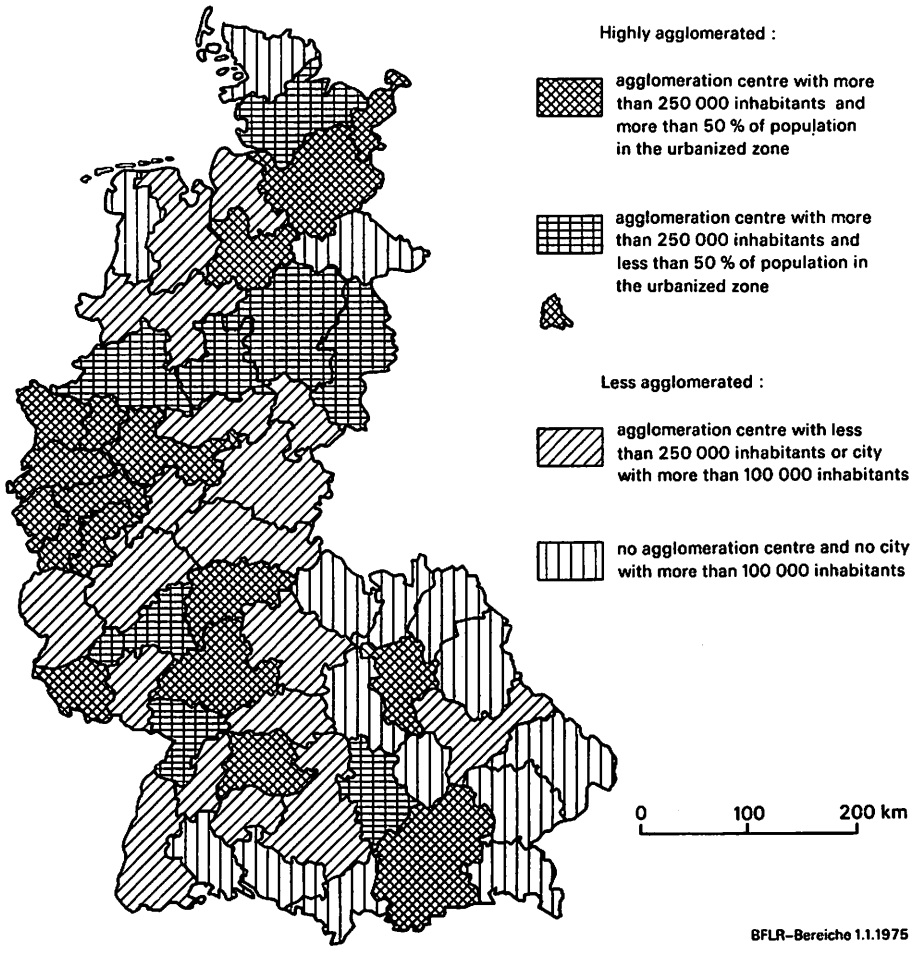 Highly agglomerated :
agglomeration centre with more
than 250 000 inhabitants and
more than 50 % of population
in the urbanized zone
agglomeration centre with more
than 250 000 inhabitants and
less than 50 % of population in
the urbanized zone
Less agglomerated :
agglomeration centre with less
than 250 000 inhabitants or city
with more than 100 000 inhabitants
no agglomeration centre and no city
with more than 100 000 inhabitants
0 100 200 km
BFLR-Bereiche 1.1.1975